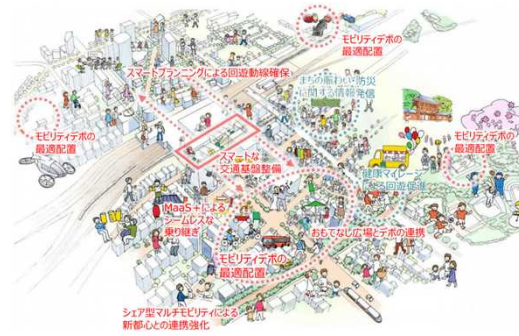 モビリティデポの
最適配置
スマートプランニングによる回遊動線確保
まちの賑わい・防災
に関する情報発信
モビリティデポの
最適配置
モビリティデポの
最適配置
スマートな
交通基盤整備
健康マイレージ
による回遊促進
MaaS+による
シームレスな
乗り継ぎ
おもてなし広場とデポの連携
モビリティデポの
最適配置
シェア型マルチモビリティによる
新都心との連携強化